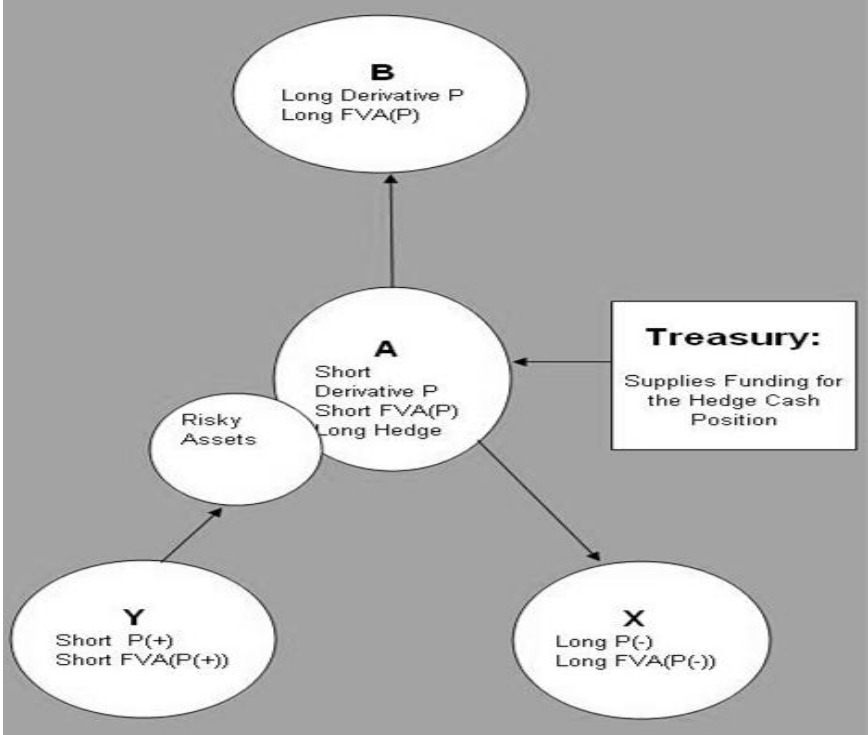 B
Long Derivative P
Long FVA(P)
A
Short
Derivative P
Short FVA(P)
Long Hedge
Treasury:
Supplies Funding for
the Hedge Cash
Position
Risky
Assets
Y
Short P(+)
Short FVA(P(+))
X
Long P(-)
Long FVA(P(-))